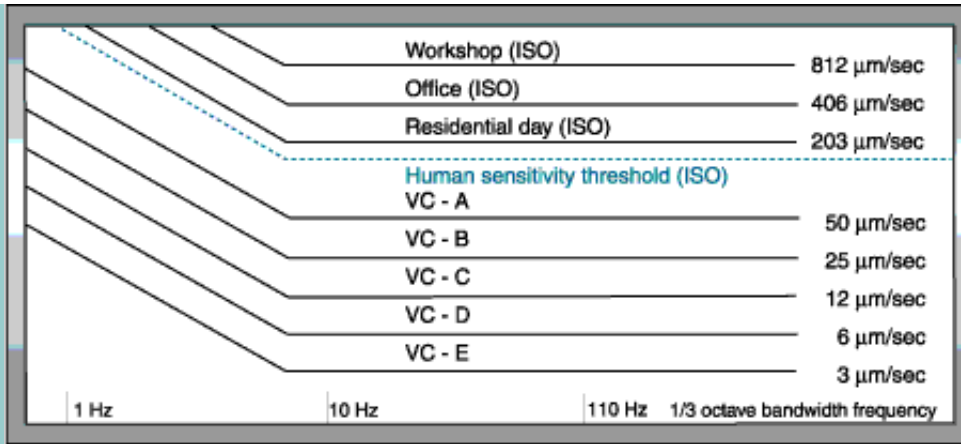 Workshop (ISO)
812 μm/sec
Office (ISO)
406 μm/sec
Residential day (ISO)
203 μm/sec
Human sensitivity threshold (ISO)
VC - A
50 μm/sec
VC - B
25 μm/sec
VC - C
12 μm/sec
VC - D
6 μm/sec
VC - E
3 μm/sec
1 Hz 10 Hz 110 Hz 1/3 octave bandwidth frequency